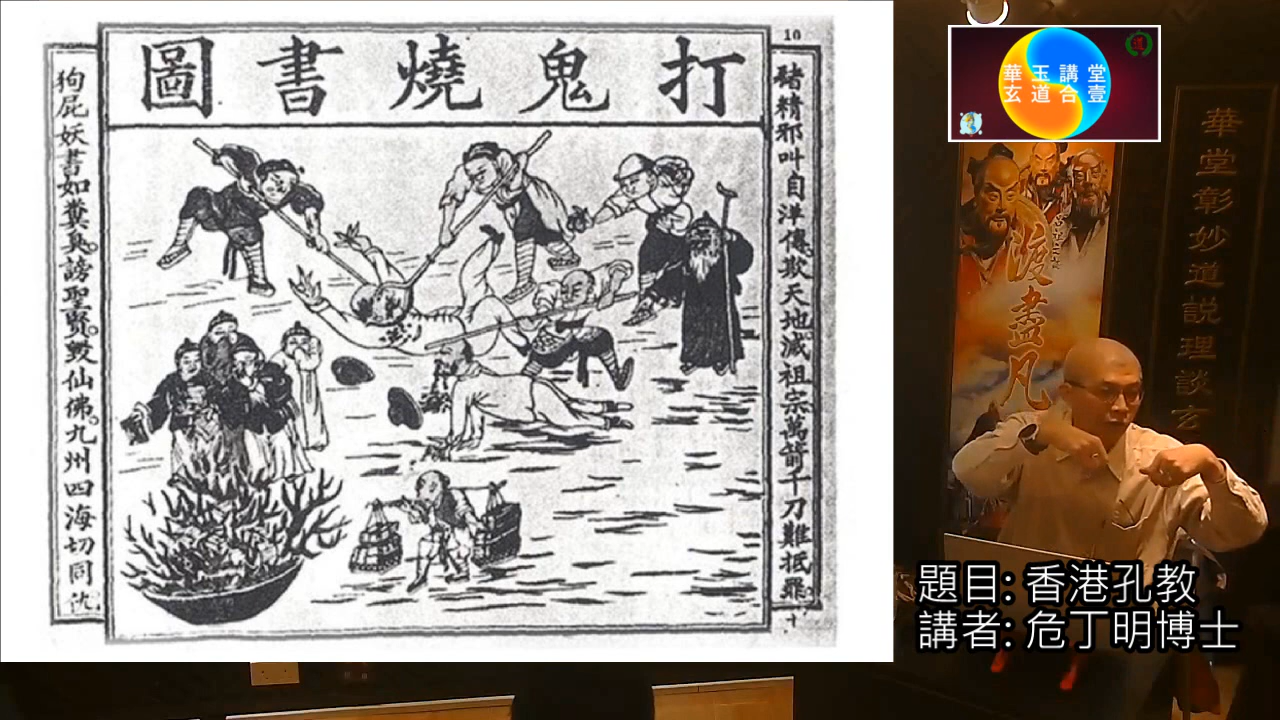 圖書燒鬼打
10
豬精邪叫自洋傳欺天地滅祖宗萬箭千刀難抵罪
十
狗屁妖書如糞臭謗聖賢毀仙佛九州四海切同仇
華玉講堂
玄道合壹
道
渡盡凡
華堂彰妙道説理談玄
題目: 香港孔教
講者: 危丁明博士